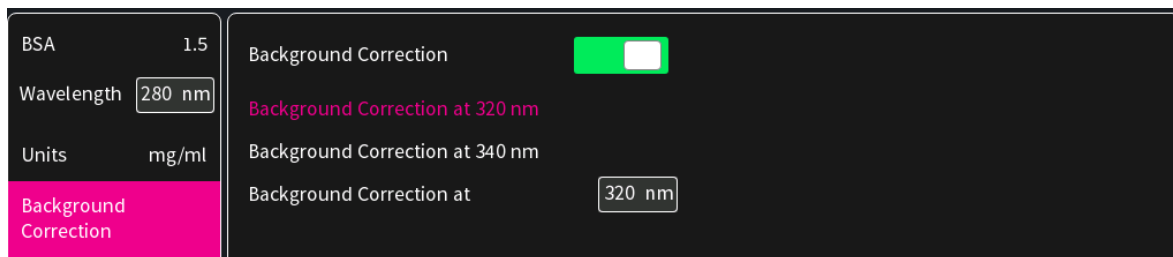 BSA 1.5
Wavelength 280 nm
Units mg/ml
Background
Correction
Background Correction
Background Correction at 320 nm
Background Correction at 340 nm
Background Correction at 320 nm